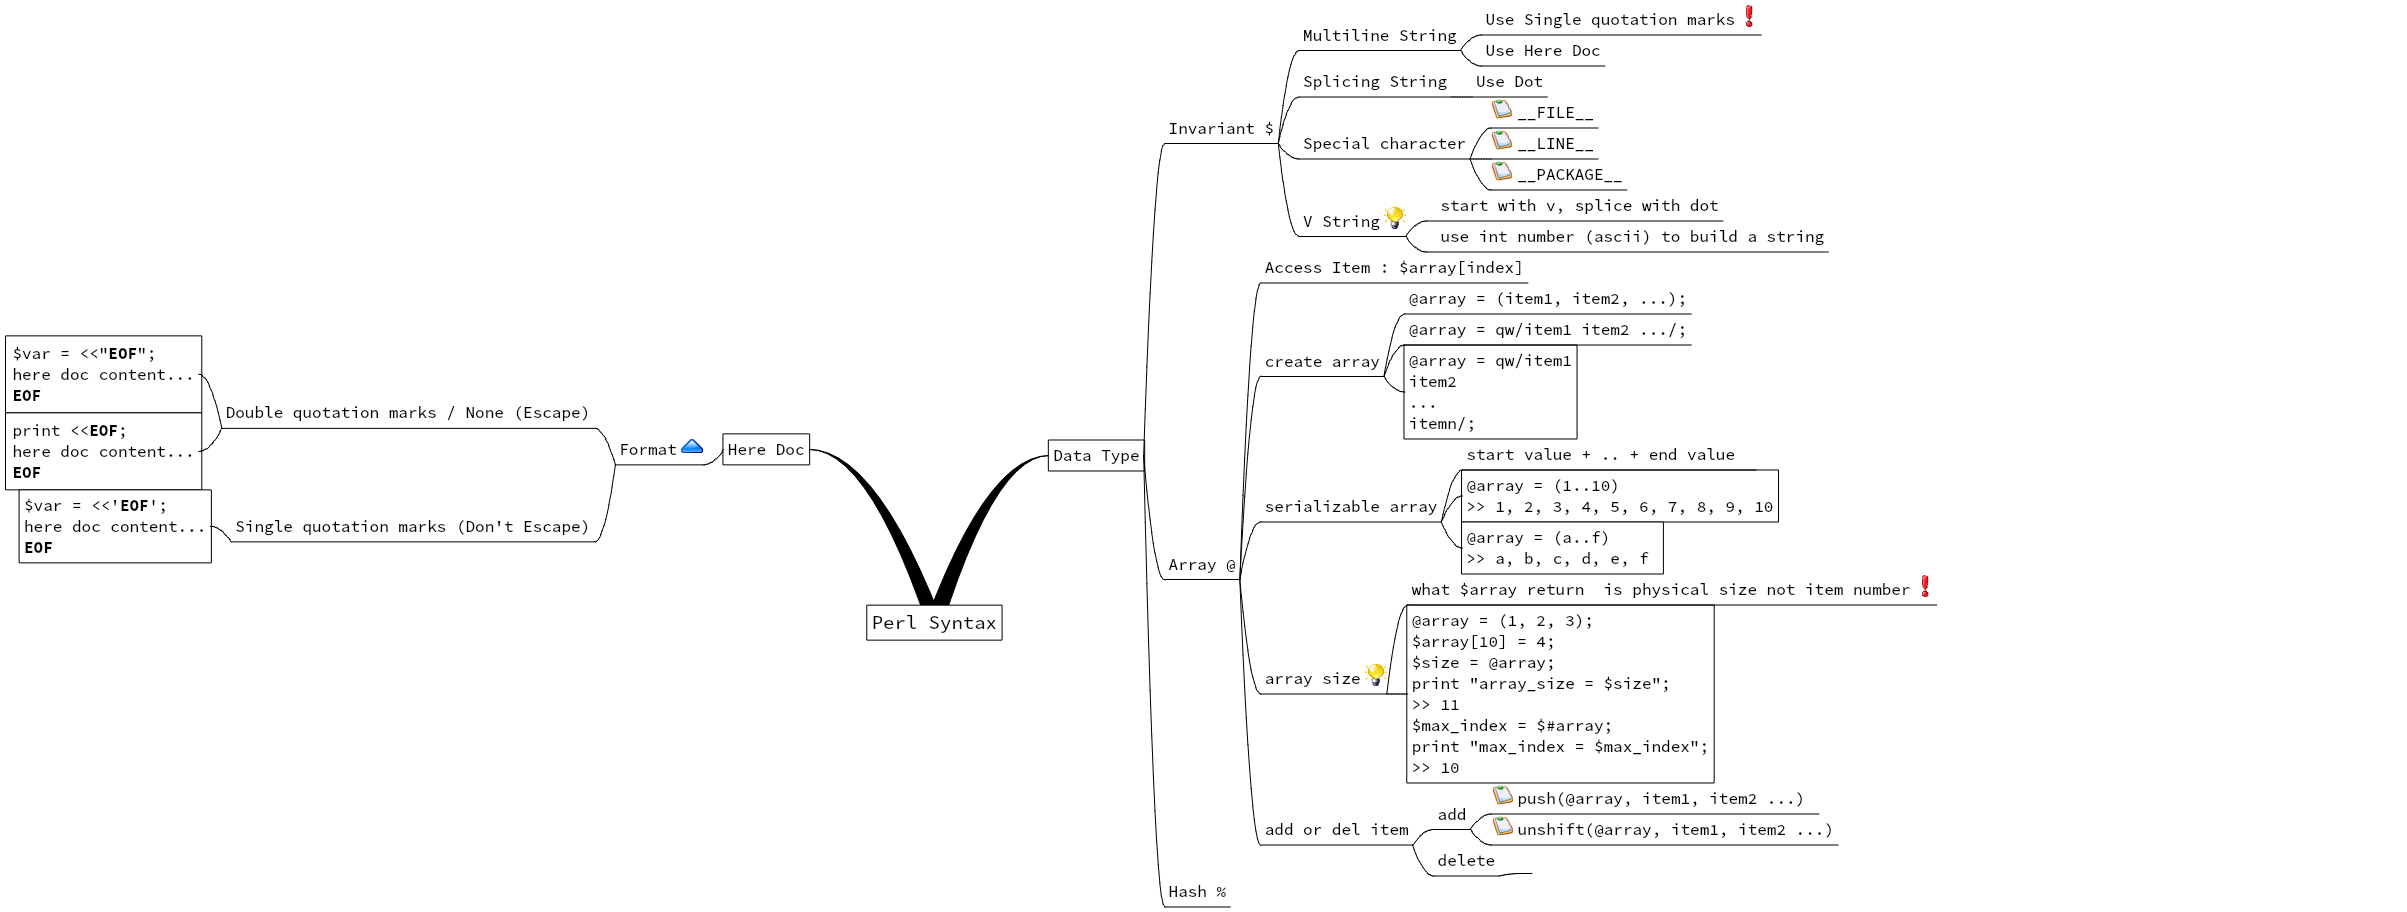 Perl Syntax
Here Doc
Format
Double quotation marks / None (Escape)
$var = <<"EOF";
here doc content...
EOF
print <<EOF;
here doc content...
EOF
Single quotation marks (Don't Escape)
$var = <<'EOF';
here doc content...
EOF
Data Type
Invariant $
Multiline String
Use Single quotation marks
Use Here Doc
Splicing String
Use Dot
Special character
__FILE__
__LINE__
__PACKAGE__
V String
start with v, splice with dot
use int number (ascii) to build a string
Array @
Access Item : $array[index]
create array
@array = (item1, item2, ...);
@array = qw/item1 item2 .../;
@array = qw/item1
item2
...
itemn/;
serializable array
start value + .. + end value
@array = (1..10)
>> 1, 2, 3, 4, 5, 6, 7, 8, 9, 10
@array = (a..f)
>> a, b, c, d, e, f
array size
what $array return  is physical size not item number
@array = (1, 2, 3);
$array[10] = 4;
$size = @array;
print "array_size = $size";
>> 11
$max_index = $#array;
print "max_index = $max_index";
>> 10
add or del item
add
push(@array, item1, item2 ...)
unshift(@array, item1, item2 ...)
delete
Hash %